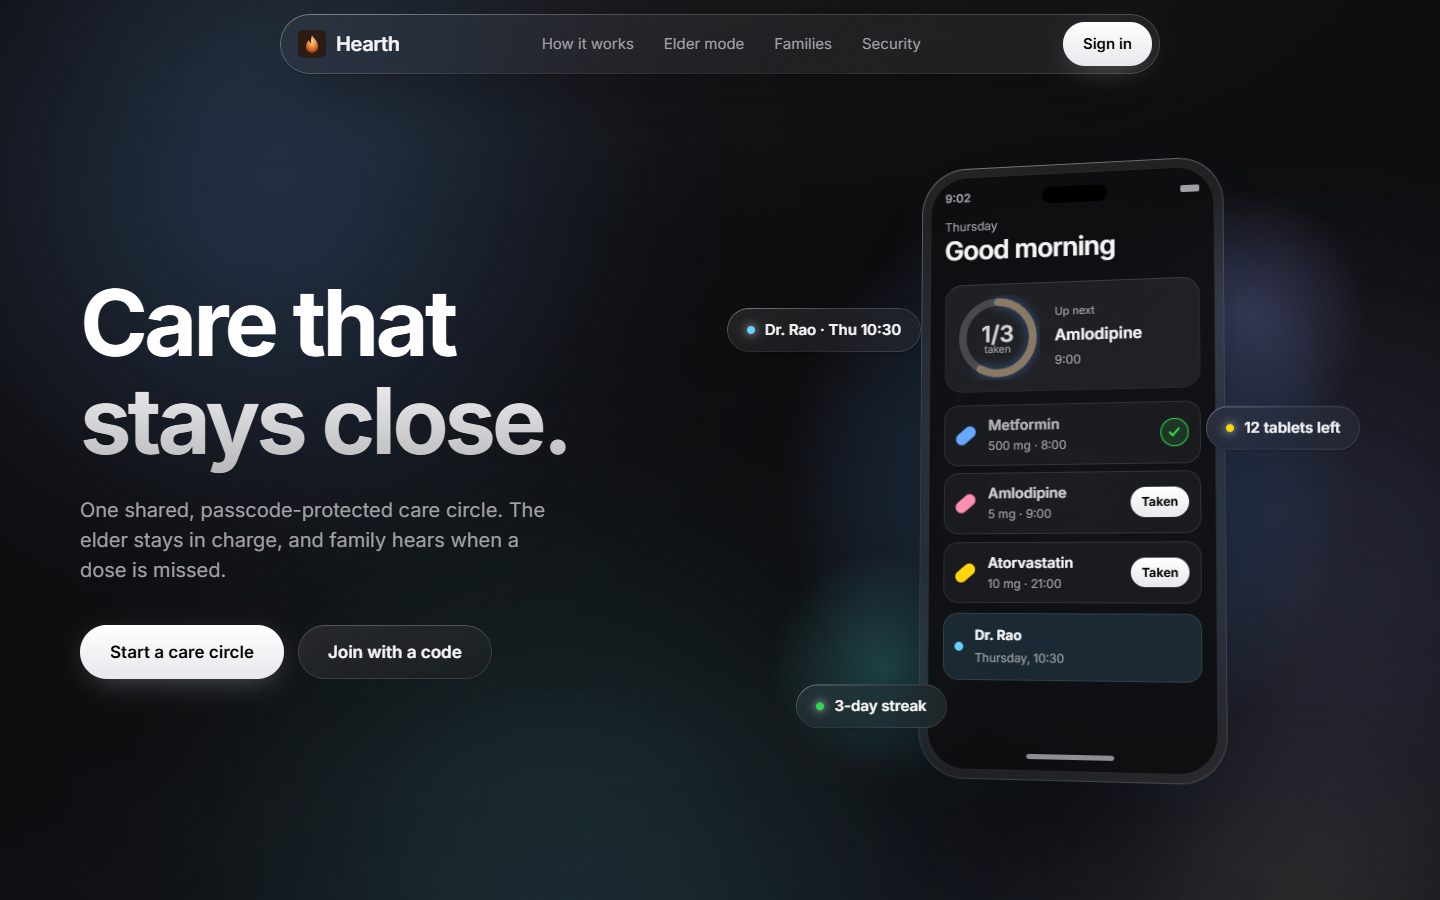 Hearth
How it works
Elder mode
Families
Security
Sign in
Care that
stays close.
One shared, passcode-protected care circle. The
elder stays in charge, and family hears when a
dose is missed.
Start a care circle
Join with a code
Dr. Rao · Thu 10:30
12 tablets left
3-day streak
9:02
Thursday
Good morning
1/3
taken
Up next
Amlodipine
9:00
Metformin
500 mg · 8:00
Amlodipine
5 mg · 9:00
Taken
Atorvastatin
10 mg · 21:00
Taken
Dr. Rao
Thursday, 10:30